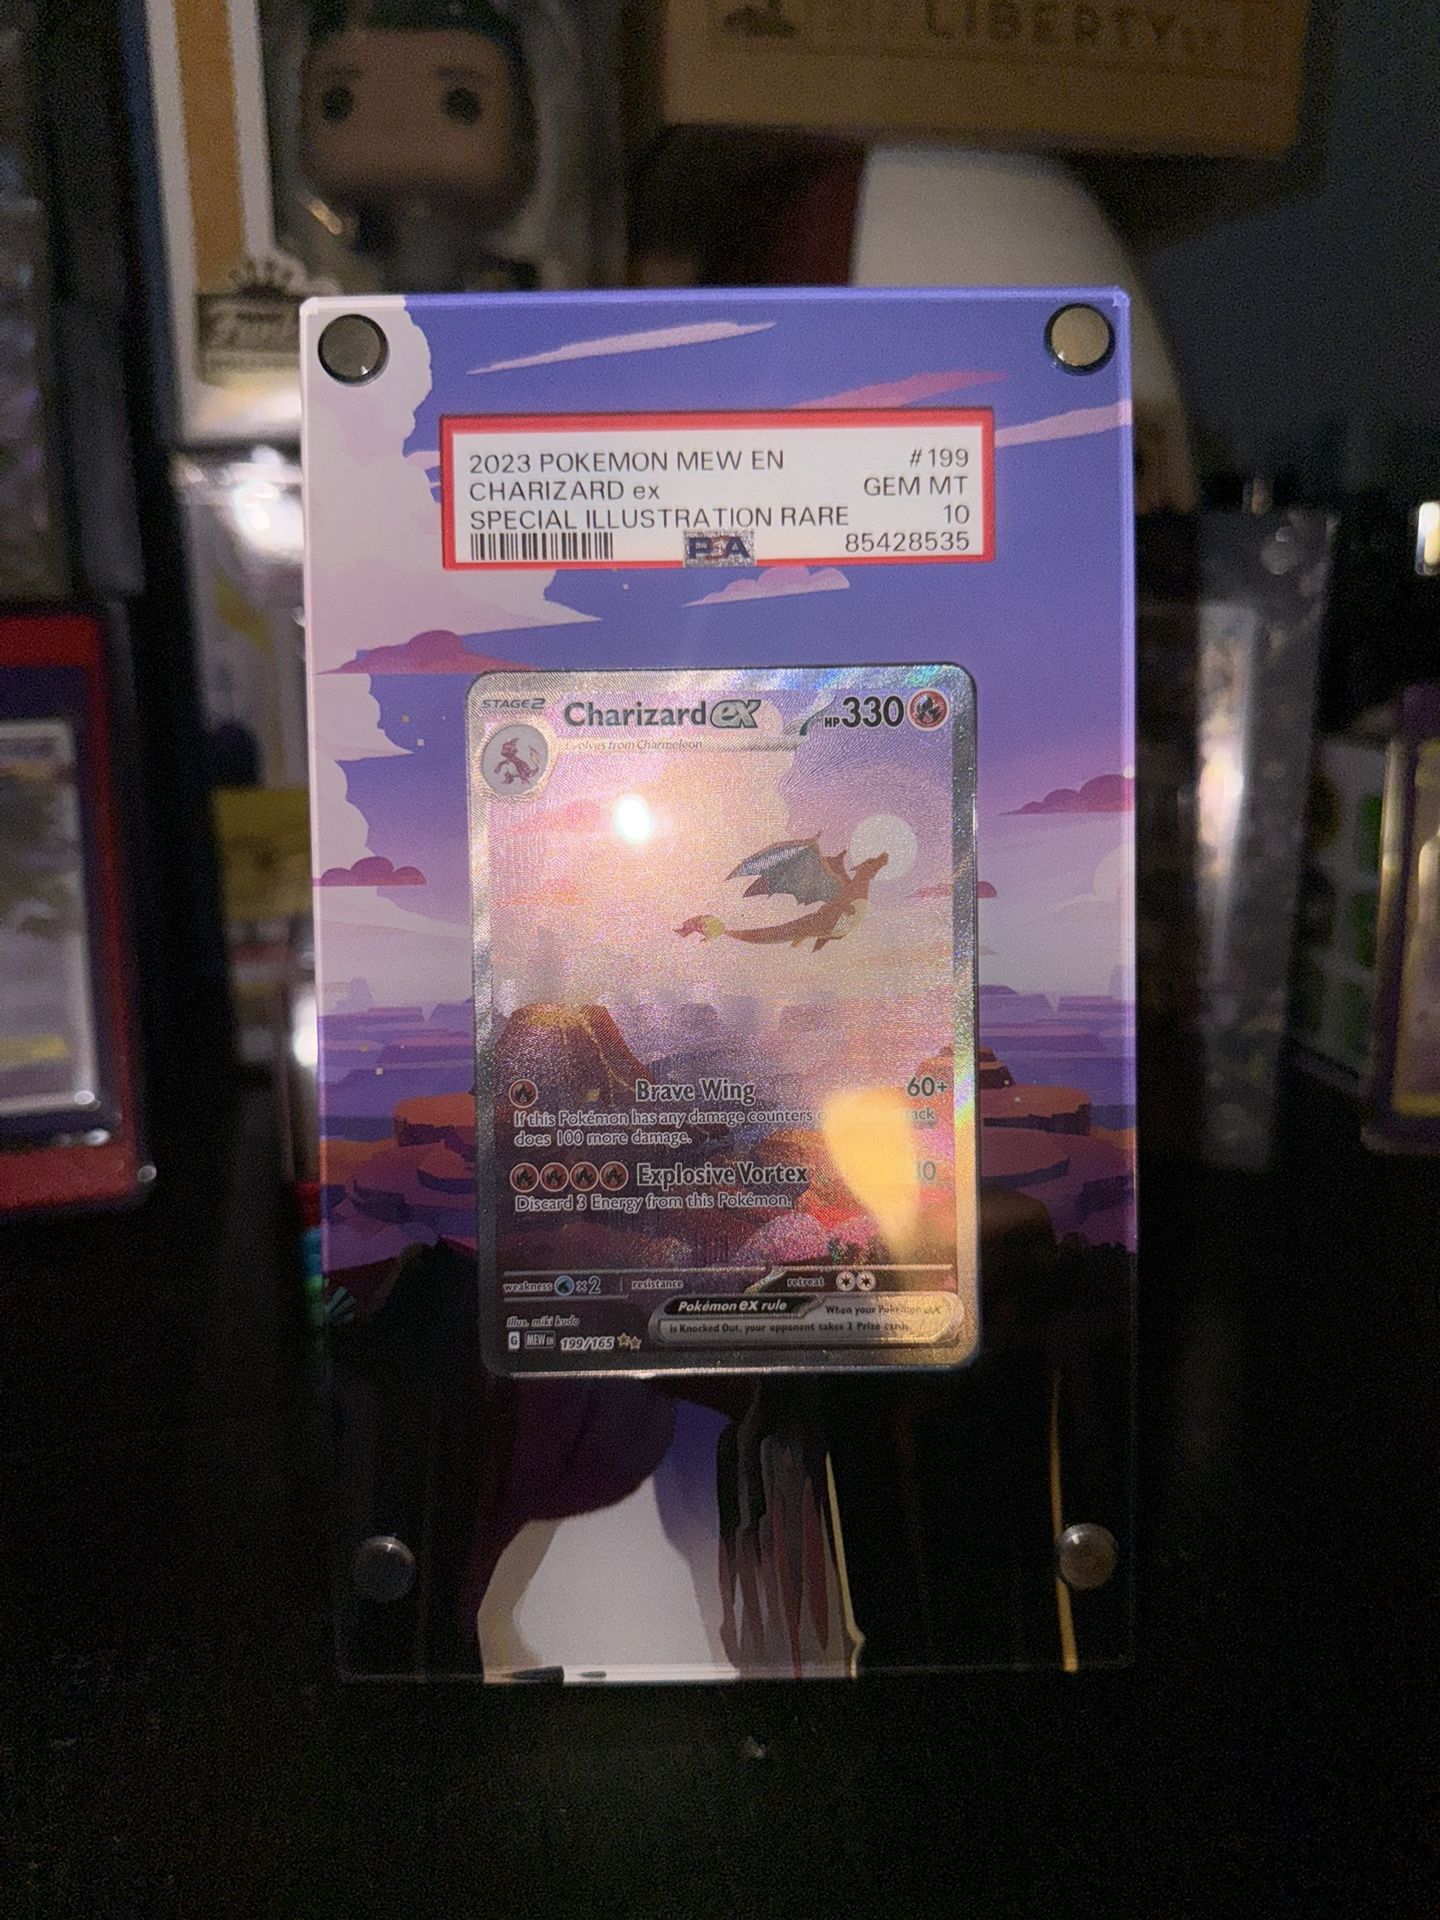 LIBERTY
Funko
2023 POKEMON MEW EN #199
CHARIZARD ex GEM MT
SPECIAL ILLUSTRATION RARE 10
PSA 85428535
STAGE2 Charizard ex HP330
Evolves from Charmeleon
Brave Wing 60+
If this Pokémon has any damage counters
does 100 more damage.
Explosive Vortex
Discard 3 Energy from this Pokémon.
weakness ×2 resistance retreat
Illus. miki kudo
Pokémon ex rule When your Pokémon ex
is Knocked Out, your opponent takes 2 Prize cards.
G MEW EN 199/165